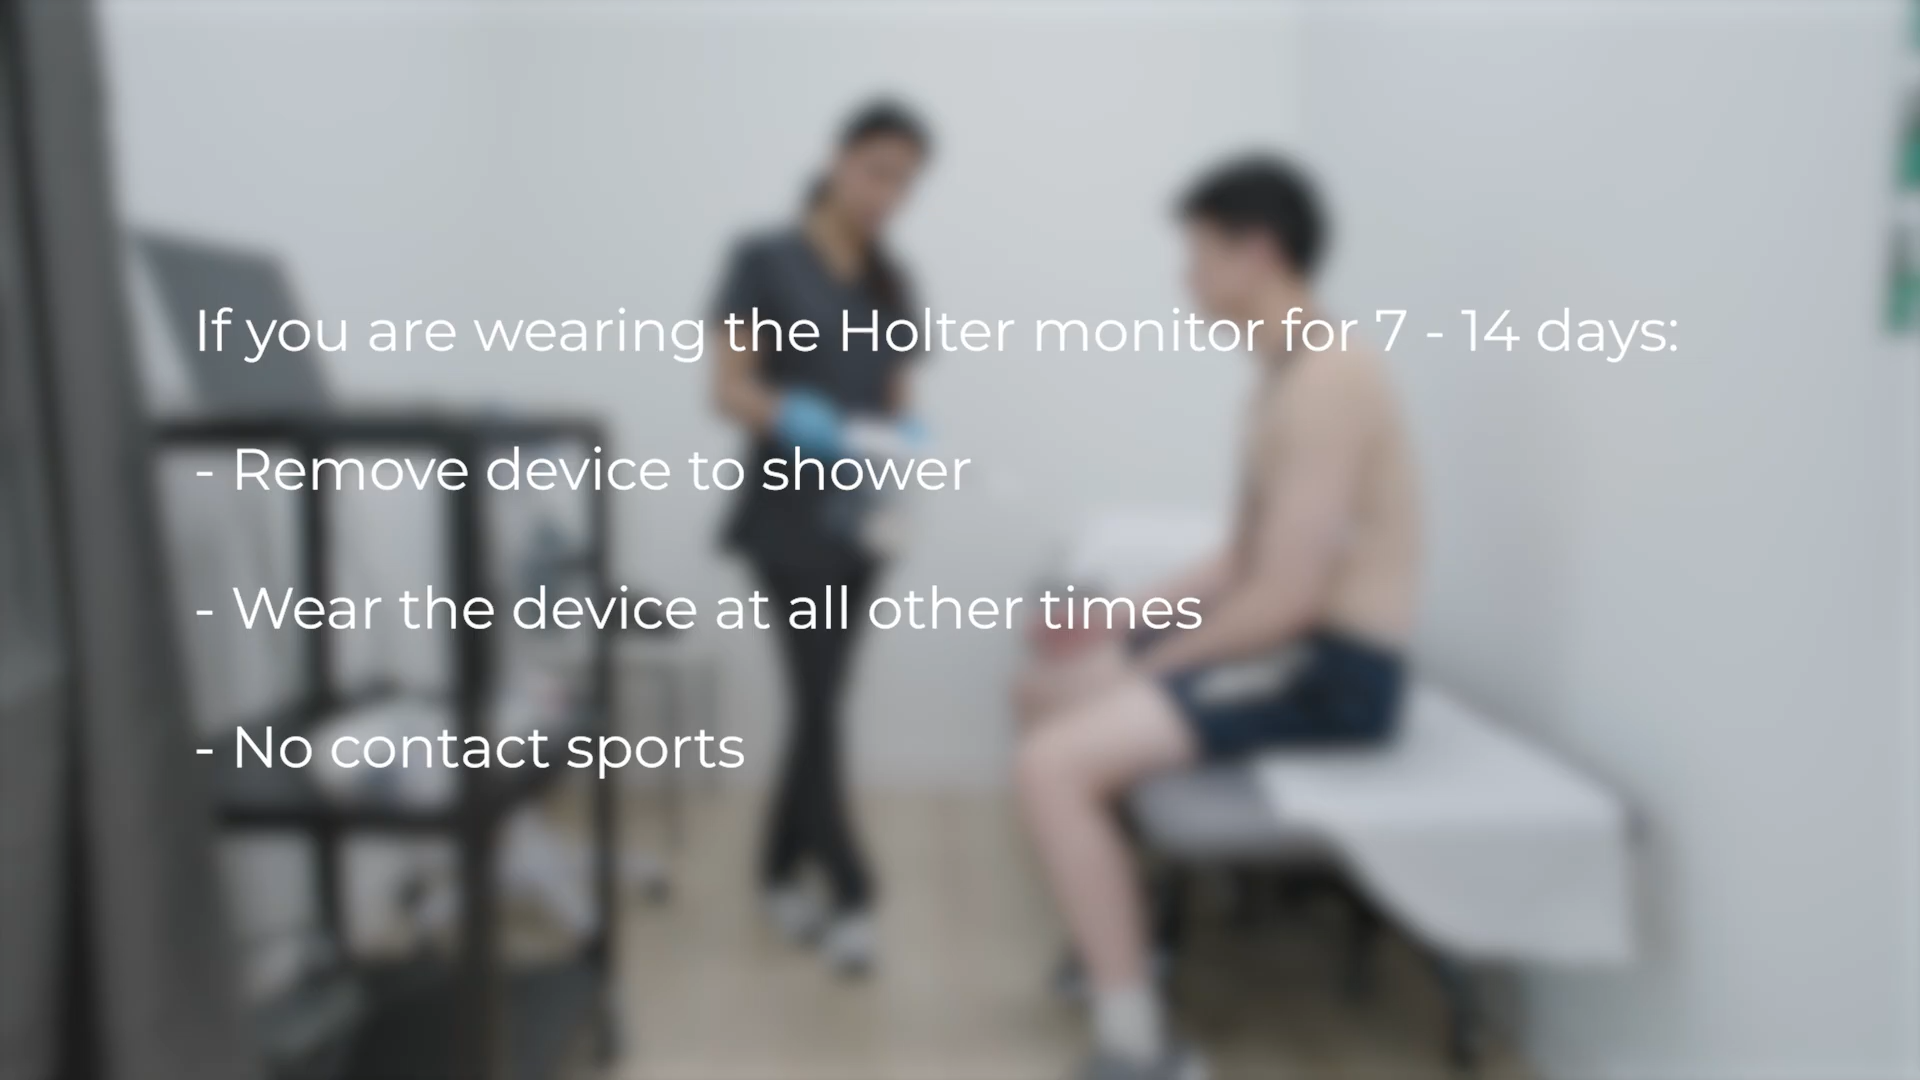 If you are wearing the Holter monitor for 7 - 14 days:
- Remove device to shower
- Wear the device at all other times
- No contact sports